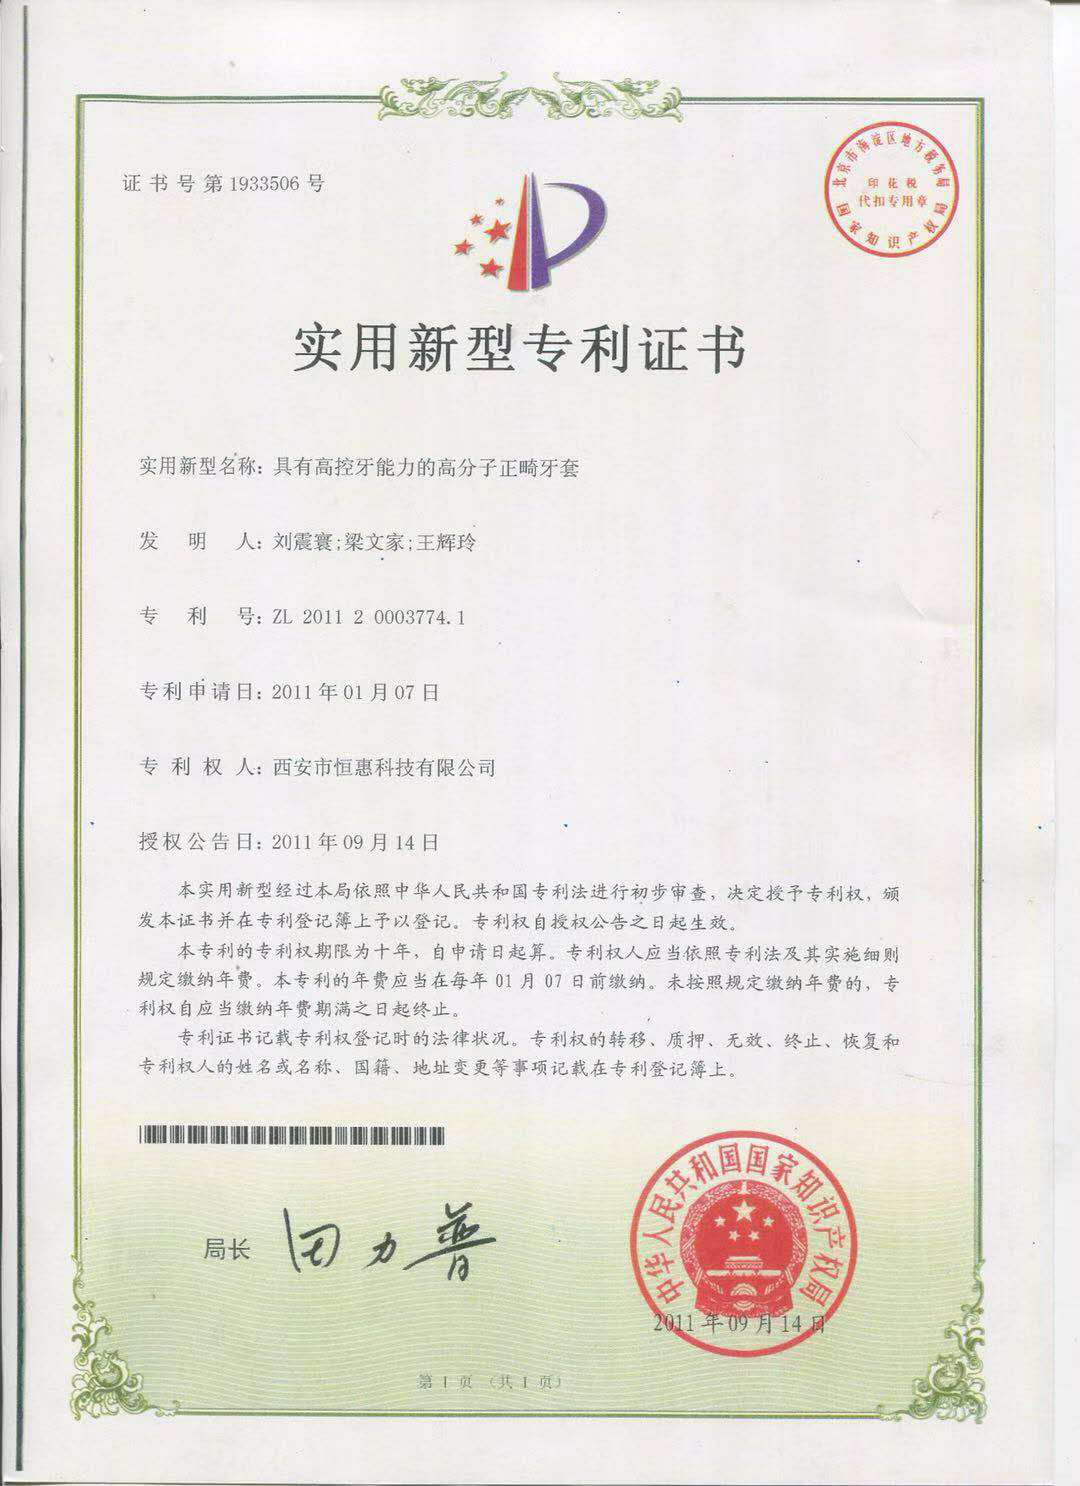 证书号第1933506号
北京市海淀区地方税务局
印花税
代扣专用章
国家知识产权局
实用新型专利证书
实用新型名称：具有高控牙能力的高分子正畸牙套
发明人：刘震寰;梁文家;王辉玲
专利号：ZL 2011 2 0003774.1
专利申请日：2011年01月07日
专利权人：西安市恒惠科技有限公司
授权公告日：2011年09月14日
本实用新型经过本局依照中华人民共和国专利法进行初步审查，决定授予专利权，颁
发本证书并在专利登记簿上予以登记。专利权自授权公告之日起生效。
本专利的专利权期限为十年，自申请日起算。专利权人应当依照专利法及其实施细则
规定缴纳年费。本专利的年费应当在每年01月07日前缴纳。未按照规定缴纳年费的，专
利权自应当缴纳年费期满之日起终止。
专利证书记载专利权登记时的法律状况。专利权的转移、质押、无效、终止、恢复和
专利权人的姓名或名称、国籍、地址变更等事项记载在专利登记簿上。
局长
田力普
中华人民共和国国家知识产权局
2011年09月14日
第1页（共1页）